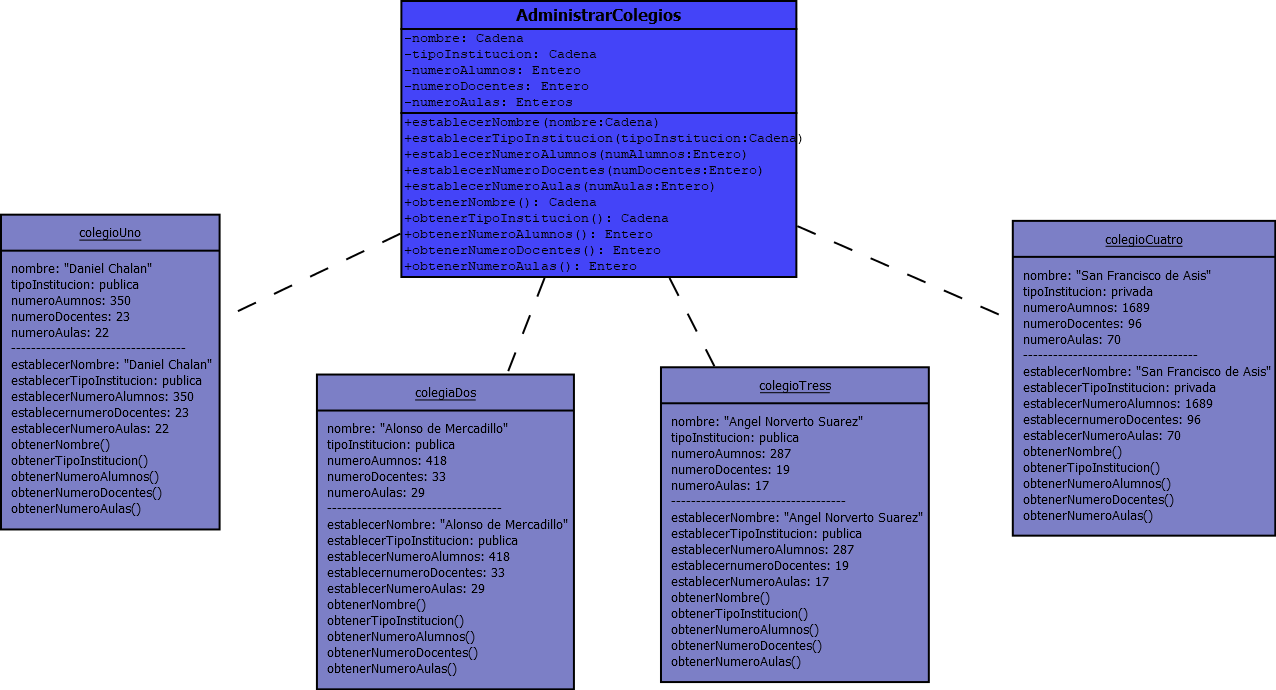 AdministrarColegios
-nombre: Cadena
-tipoInstitucion: Cadena
-numeroAlumnos: Entero
-numeroDocentes: Entero
-numeroAulas: Enteros
+establecerNombre(nombre:Cadena)
+establecerTipoInstitucion(tipoInstitucion:Cadena)
+establecerNumeroAlumnos(numAlumnos:Entero)
+establecerNumeroDocentes(numDocentes:Entero)
+establecerNumeroAulas(numAulas:Entero)
+obtenerNombre(): Cadena
+obtenerTipoInstitucion(): Cadena
+obtenerNumeroAlumnos(): Entero
+obtenerNumeroDocentes(): Entero
+obtenerNumeroAulas(): Entero
colegioUno
nombre: "Daniel Chalan"
tipoInstitucion: publica
numeroAumnos: 350
numeroDocentes: 23
numeroAulas: 22
-----------------------------------
establecerNombre: "Daniel Chalan"
establecerTipoInstitucion: publica
establecerNumeroAlumnos: 350
establecernumeroDocentes: 23
establecerNumeroAulas: 22
obtenerNombre()
obtenerTipoInstitucion()
obtenerNumeroAlumnos()
obtenerNumeroDocentes()
obtenerNumeroAulas()
colegiaDos
nombre: "Alonso de Mercadillo"
tipoInstitucion: publica
numeroAumnos: 418
numeroDocentes: 33
numeroAulas: 29
-----------------------------------
establecerNombre: "Alonso de Mercadillo"
establecerTipoInstitucion: publica
establecerNumeroAlumnos: 418
establecernumeroDocentes: 33
establecerNumeroAulas: 29
obtenerNombre()
obtenerTipoInstitucion()
obtenerNumeroAlumnos()
obtenerNumeroDocentes()
obtenerNumeroAulas()
colegioTress
nombre: "Angel Norverto Suarez"
tipoInstitucion: publica
numeroAumnos: 287
numeroDocentes: 19
numeroAulas: 17
-----------------------------------
establecerNombre: "Angel Norverto Suarez"
establecerTipoInstitucion: publica
establecerNumeroAlumnos: 287
establecernumeroDocentes: 19
establecerNumeroAulas: 17
obtenerNombre()
obtenerTipoInstitucion()
obtenerNumeroAlumnos()
obtenerNumeroDocentes()
obtenerNumeroAulas()
colegioCuatro
nombre: "San Francisco de Asis"
tipoInstitucion: privada
numeroAumnos: 1689
numeroDocentes: 96
numeroAulas: 70
-----------------------------------
establecerNombre: "San Francisco de Asis"
establecerTipoInstitucion: privada
establecerNumeroAlumnos: 1689
establecernumeroDocentes: 96
establecerNumeroAulas: 70
obtenerNombre()
obtenerTipoInstitucion()
obtenerNumeroAlumnos()
obtenerNumeroDocentes()
obtenerNumeroAulas()